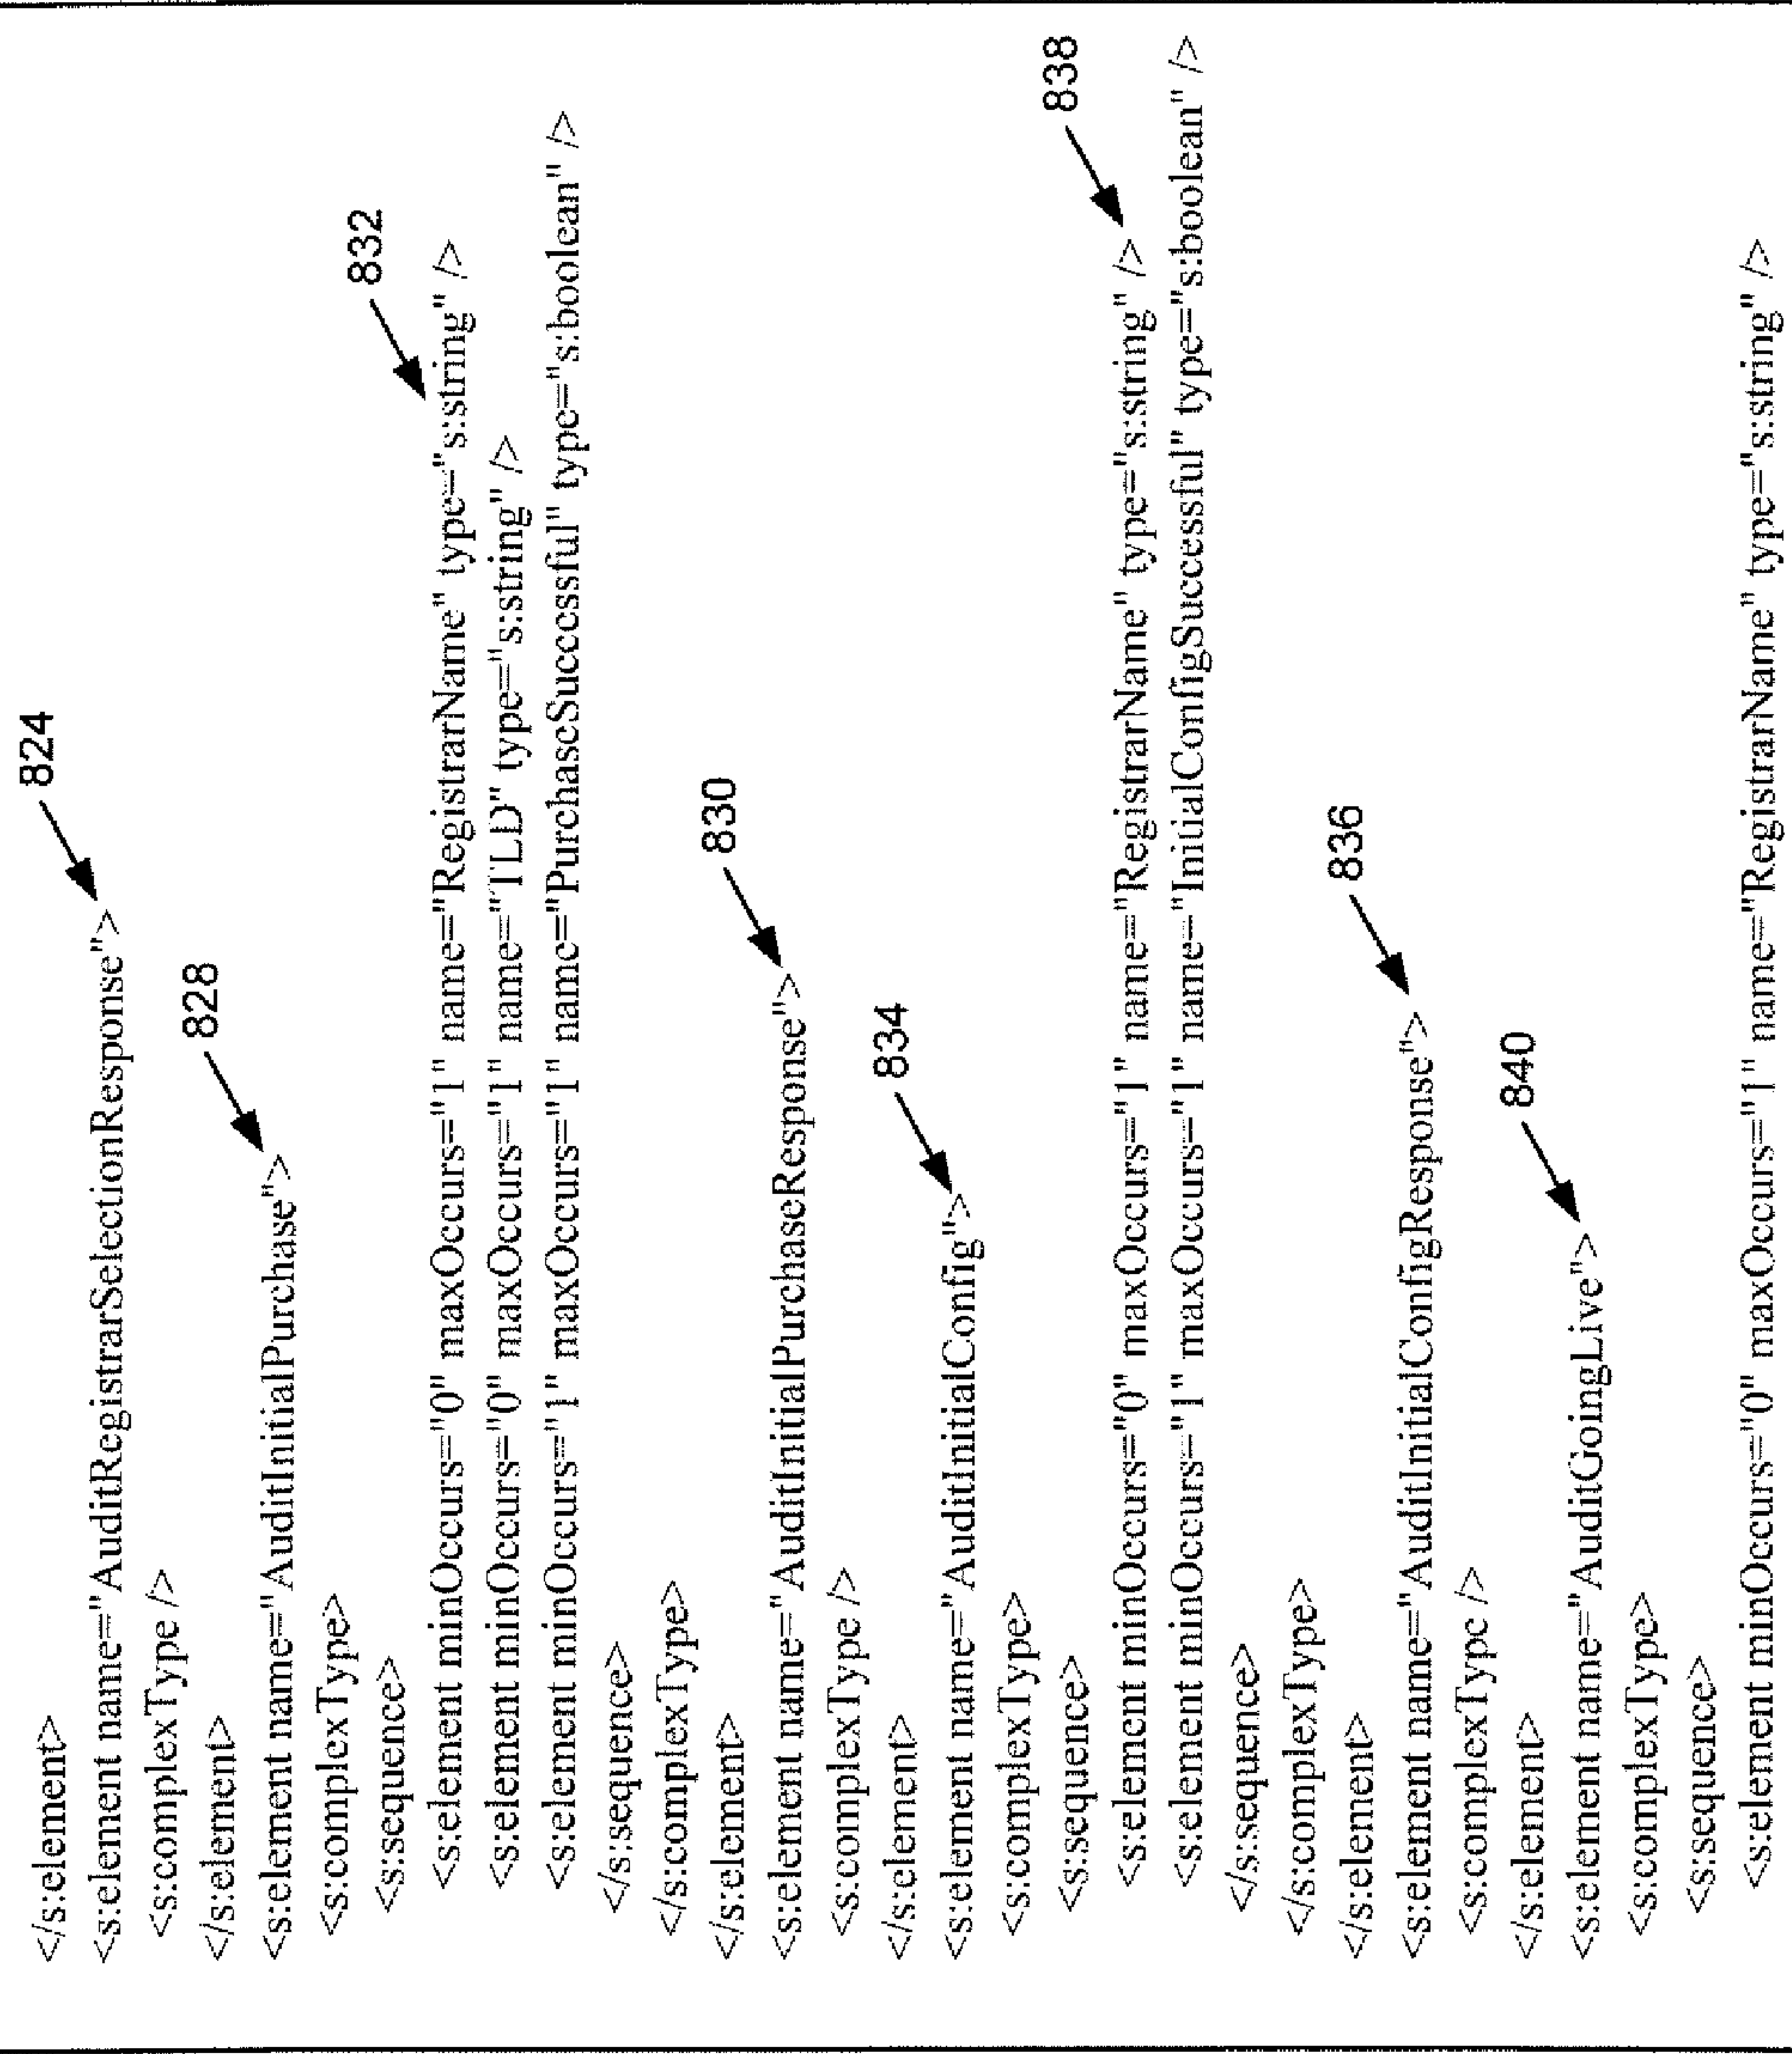 </s:element>
824
<s:element name="AuditRegistrarSelectionResponse">
<s:complexType />
</s:element>
828
<s:element name="AuditInitialPurchase">
<s:complexType>
<s:sequence>
832
<s:element minOccurs="0" maxOccurs="1" name="RegistrarName" type="s:string" />
<s:element minOccurs="0" maxOccurs="1" name="TLD" type="s:string" />
<s:element minOccurs="1" maxOccurs="1" name="PurchaseSuccessful" type="s:boolean" />
</s:sequence>
</s:complexType>
</s:element>
830
<s:element name="AuditInitialPurchaseResponse">
<s:complexType />
</s:element>
834
<s:element name="AuditInitialConfig">
<s:complexType>
<s:sequence>
838
<s:element minOccurs="0" maxOccurs="1" name="RegistrarName" type="s:string" />
<s:element minOccurs="1" maxOccurs="1" name="InitialConfigSuccessful" type="s:boolean" />
</s:sequence>
</s:complexType>
</s:element>
836
<s:element name="AuditInitialConfigResponse">
<s:complexType />
</s:element>
840
<s:element name="AuditGoingLive">
<s:complexType>
<s:sequence>
<s:element minOccurs="0" maxOccurs="1" name="RegistrarName" type="s:string" />